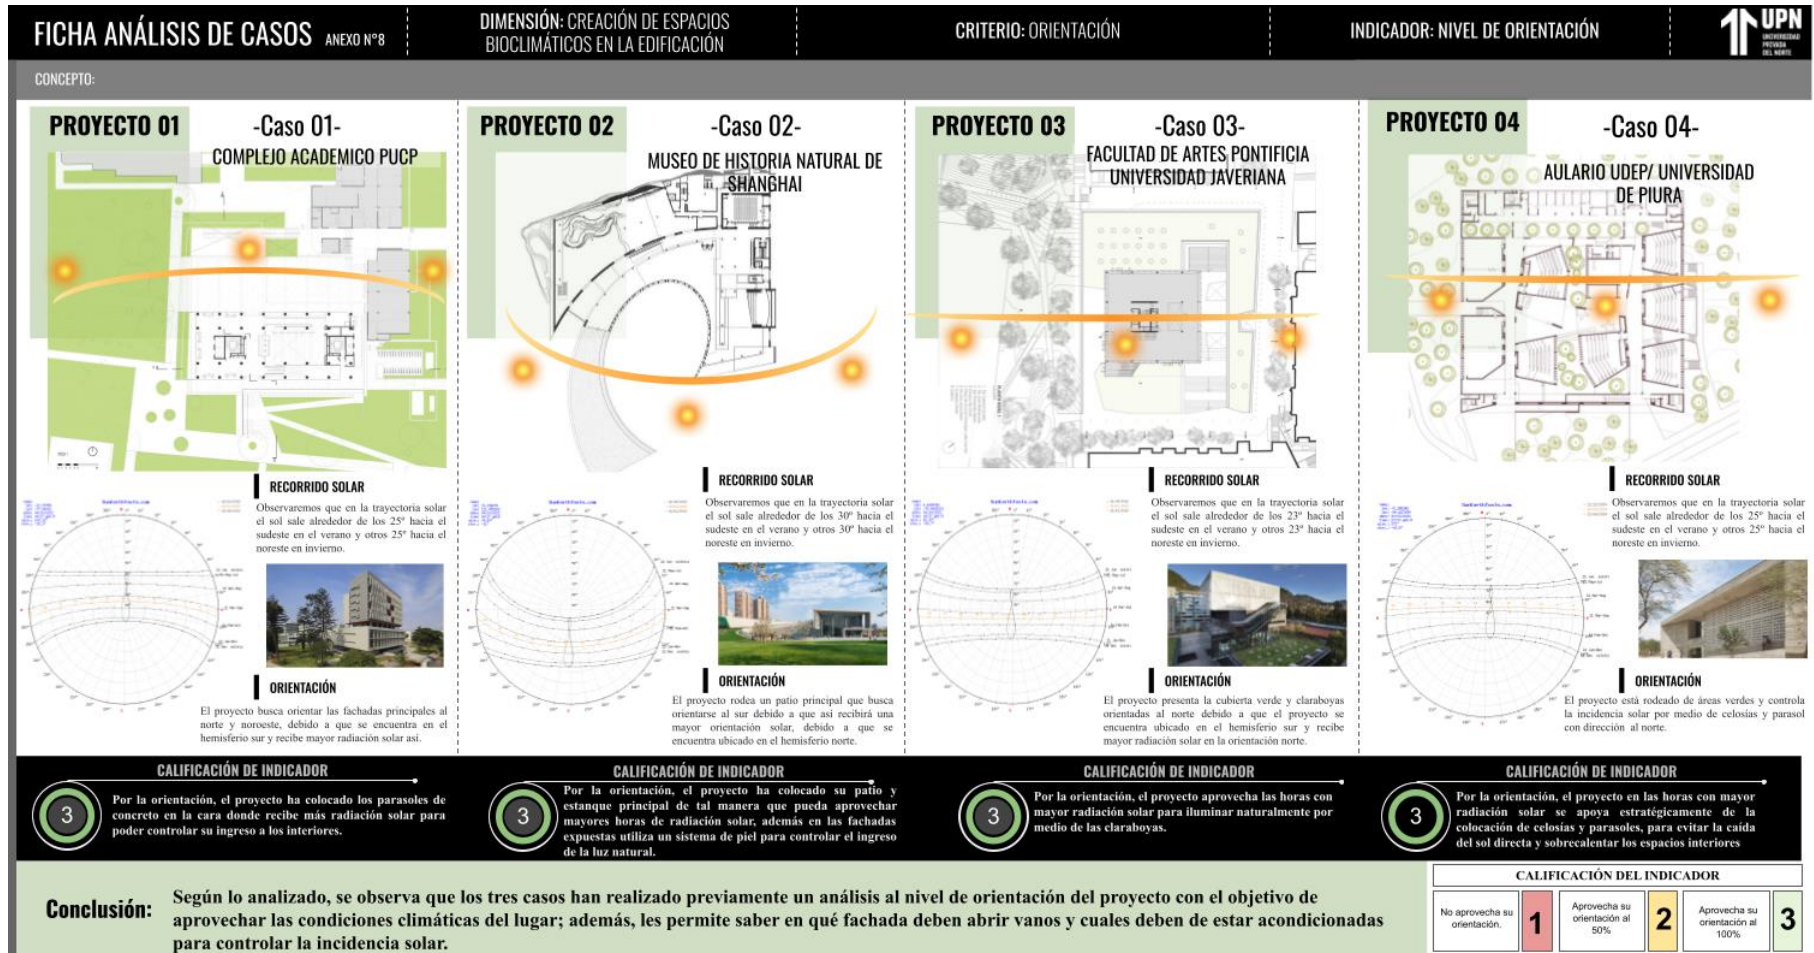 FICHA ANÁLISIS DE CASOS ANEXO N°8
DIMENSIÓN: CREACIÓN DE ESPACIOS
BIOCLIMÁTICOS EN LA EDIFICACIÓN
CRITERIO: ORIENTACIÓN
INDICADOR: NIVEL DE ORIENTACIÓN
UPN
UNIVERSIDAD
PRIVADA
DEL NORTE
CONCEPTO:
PROYECTO 01
-Caso 01-
COMPLEJO ACADEMICO PUCP
RECORRIDO SOLAR
Observaremos que en la trayectoria solar
el sol sale alrededor de los 25º hacia el
sudeste en el verano y otros 25º hacia el
noreste en invierno.
ORIENTACIÓN
El proyecto busca orientar las fachadas principales al
norte y noroeste, debido a que se encuentra en el
hemisferio sur y recibe mayor radiación solar así.
PROYECTO 02
-Caso 02-
MUSEO DE HISTORIA NATURAL DE
SHANGHAI
RECORRIDO SOLAR
Observaremos que en la trayectoria solar
el sol sale alrededor de los 30º hacia el
sudeste en el verano y otros 30º hacia el
noreste en invierno.
ORIENTACIÓN
El proyecto rodea un patio principal que busca
orientarse al sur debido a que así recibirá una
mayor orientación solar, debido a que se
encuentra ubicado en el hemisferio norte.
PROYECTO 03
-Caso 03-
FACULTAD DE ARTES PONTIFICIA
UNIVERSIDAD JAVERIANA
RECORRIDO SOLAR
Observaremos que en la trayectoria solar
el sol sale alrededor de los 23º hacia el
sudeste en el verano y otros 23º hacia el
noreste en invierno.
ORIENTACIÓN
El proyecto presenta la cubierta verde y claraboyas
orientadas al norte debido a que el proyecto se
encuentra ubicado en el hemisferio sur y recibe
mayor radiación solar en la orientación norte.
PROYECTO 04
-Caso 04-
AULARIO UDEP/ UNIVERSIDAD
DE PIURA
RECORRIDO SOLAR
Observaremos que en la trayectoria solar
el sol sale alrededor de los 25º hacia el
sudeste en el verano y otros 25º hacia el
noreste en invierno.
ORIENTACIÓN
El proyecto está rodeado de áreas verdes y controla
la incidencia solar por medio de celosías y parasol
con dirección al norte.
CALIFICACIÓN DE INDICADOR
3
Por la orientación, el proyecto ha colocado los parasoles de
concreto en la cara donde recibe más radiación solar para
poder controlar su ingreso a los interiores.
CALIFICACIÓN DE INDICADOR
3
Por la orientación, el proyecto ha colocado su patio y
estanque principal de tal manera que pueda aprovechar
mayores horas de radiación solar, además en las fachadas
expuestas utiliza un sistema de piel para controlar el ingreso
de la luz natural.
CALIFICACIÓN DE INDICADOR
3
Por la orientación, el proyecto aprovecha las horas con
mayor radiación solar para iluminar naturalmente por
medio de las claraboyas.
CALIFICACIÓN DE INDICADOR
3
Por la orientación, el proyecto en las horas con mayor
radiación solar se apoya estratégicamente de la
colocación de celosías y parasoles, para evitar la caída
del sol directa y sobrecalentar los espacios interiores
Conclusión:
Según lo analizado, se observa que los tres casos han realizado previamente un análisis al nivel de orientación del proyecto con el objetivo de
aprovechar las condiciones climáticas del lugar; además, les permite saber en qué fachada deben abrir vanos y cuales deben de estar acondicionadas
para controlar la incidencia solar.
CALIFICACIÓN DEL INDICADOR
No aprovecha su
orientación.
1
Aprovecha su
orientación al
50%
2
Aprovecha su
orientación al
100%
3